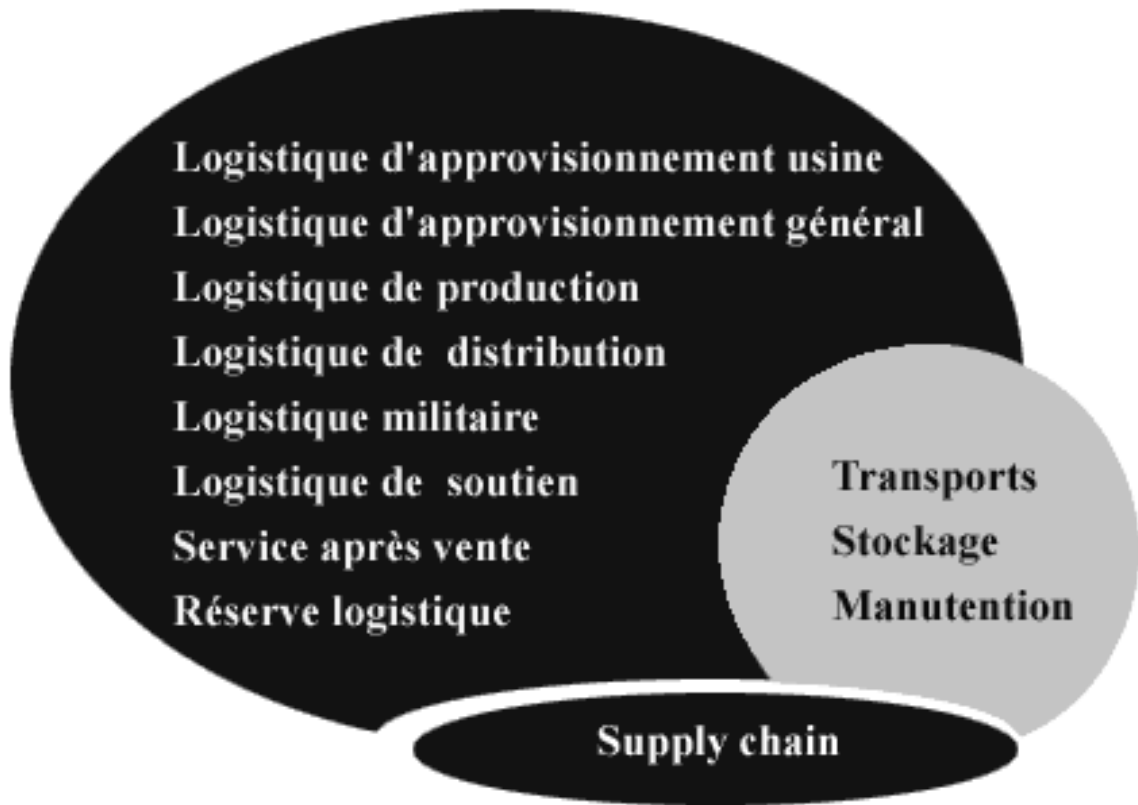 Logistique d'approvisionnement usine
Logistique d'approvisionnement général
Logistique de production
Logistique de distribution
Logistique militaire
Logistique de soutien
Service après vente
Réserve logistique
Transports
Stockage
Manutention
Supply chain